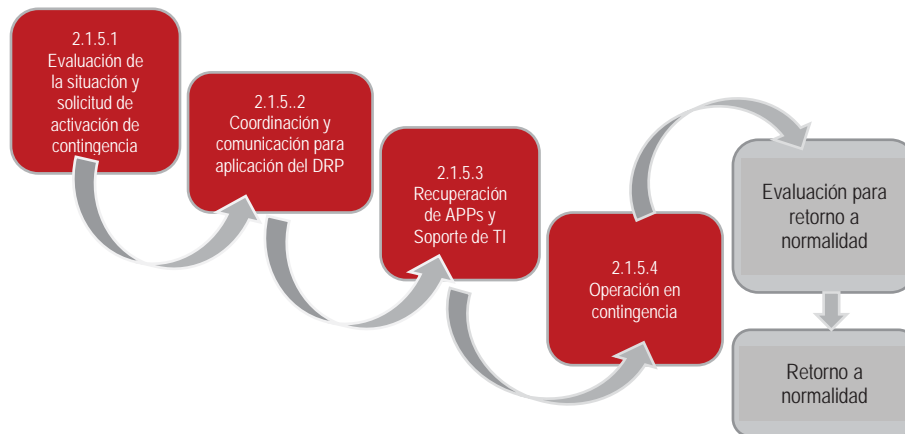 2.1.5.1
Evaluación de
la situación y
solicitud de
activación de
contingencia
2.1.5..2
Coordinación y
comunicación para
aplicación del DRP
2.1.5.3
Recuperación
de APPs y
Soporte de TI
2.1.5.4
Operación en
contingencia
Evaluación para
retorno a
normalidad
Retorno a
normalidad